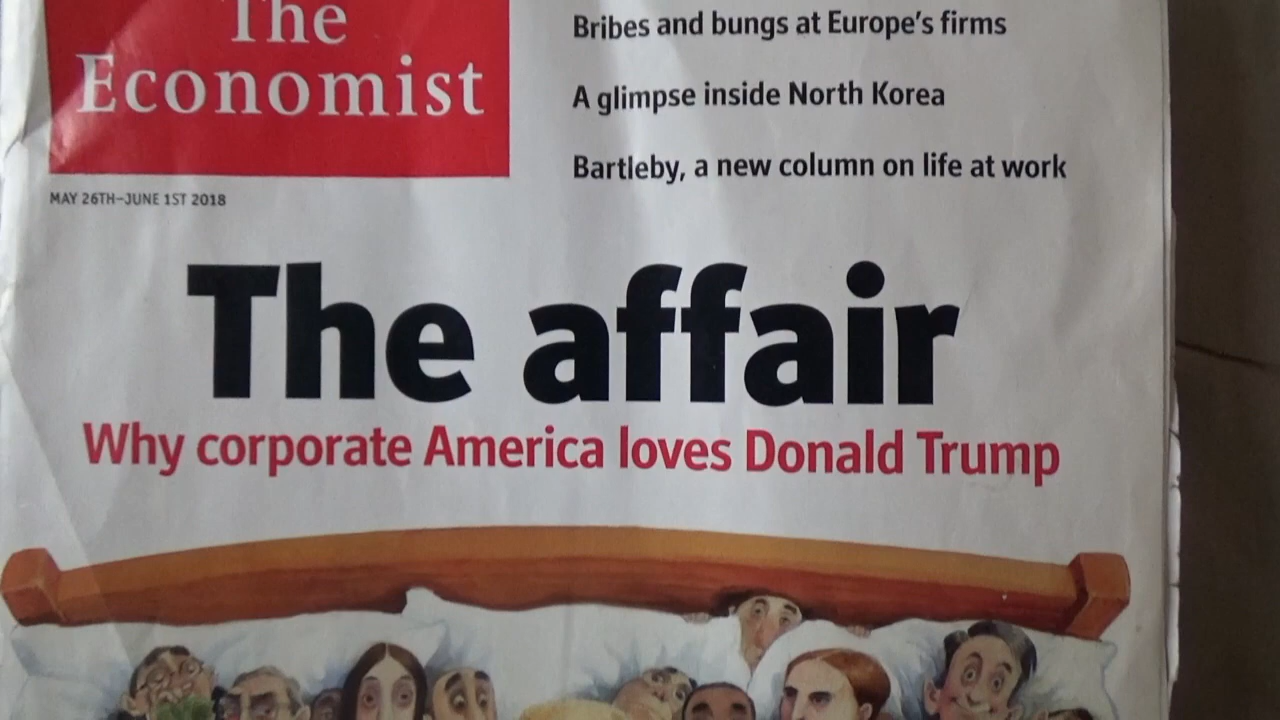 The
Economist
MAY 26TH–JUNE 1ST 2018
Bribes and bungs at Europe's firms
A glimpse inside North Korea
Bartleby, a new column on life at work
The affair
Why corporate America loves Donald Trump